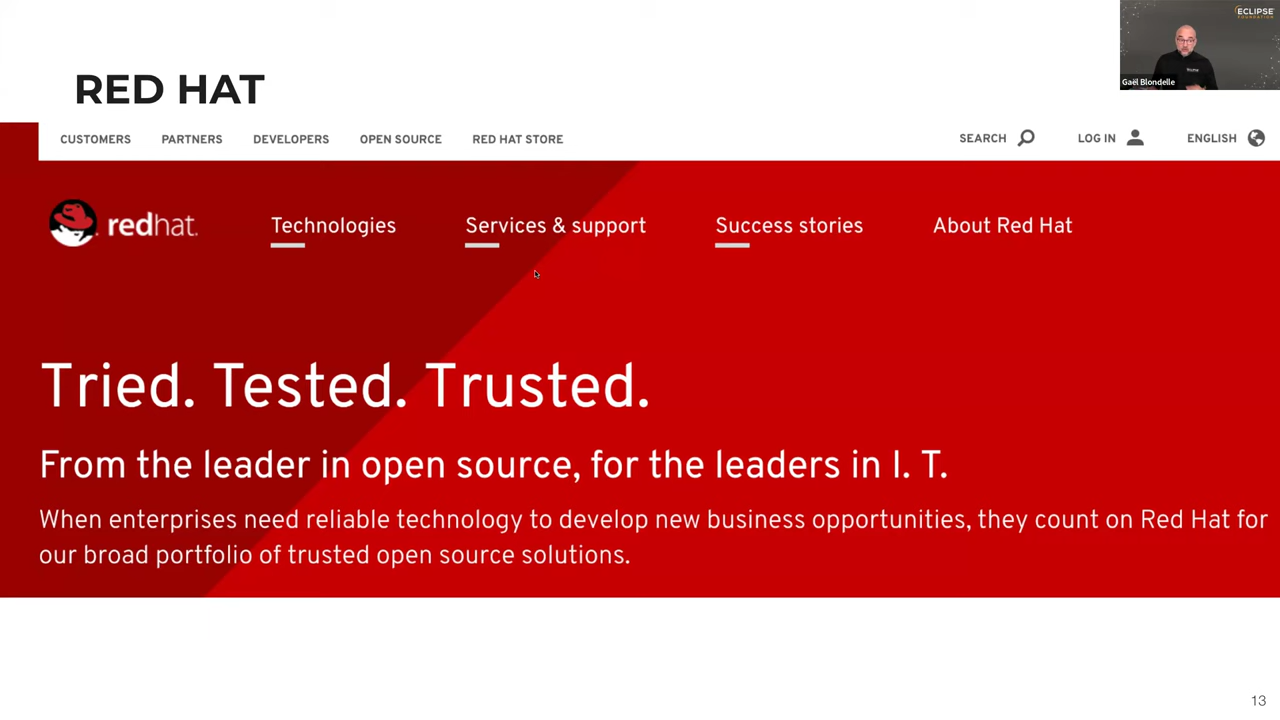 ECLIPSE
FOUNDATION
Gaël Blondelle
RED HAT
CUSTOMERS PARTNERS DEVELOPERS OPEN SOURCE RED HAT STORE SEARCH LOG IN ENGLISH
redhat. Technologies Services & support Success stories About Red Hat
Tried. Tested. Trusted.
From the leader in open source, for the leaders in I. T.
When enterprises need reliable technology to develop new business opportunities, they count on Red Hat for
our broad portfolio of trusted open source solutions.
13